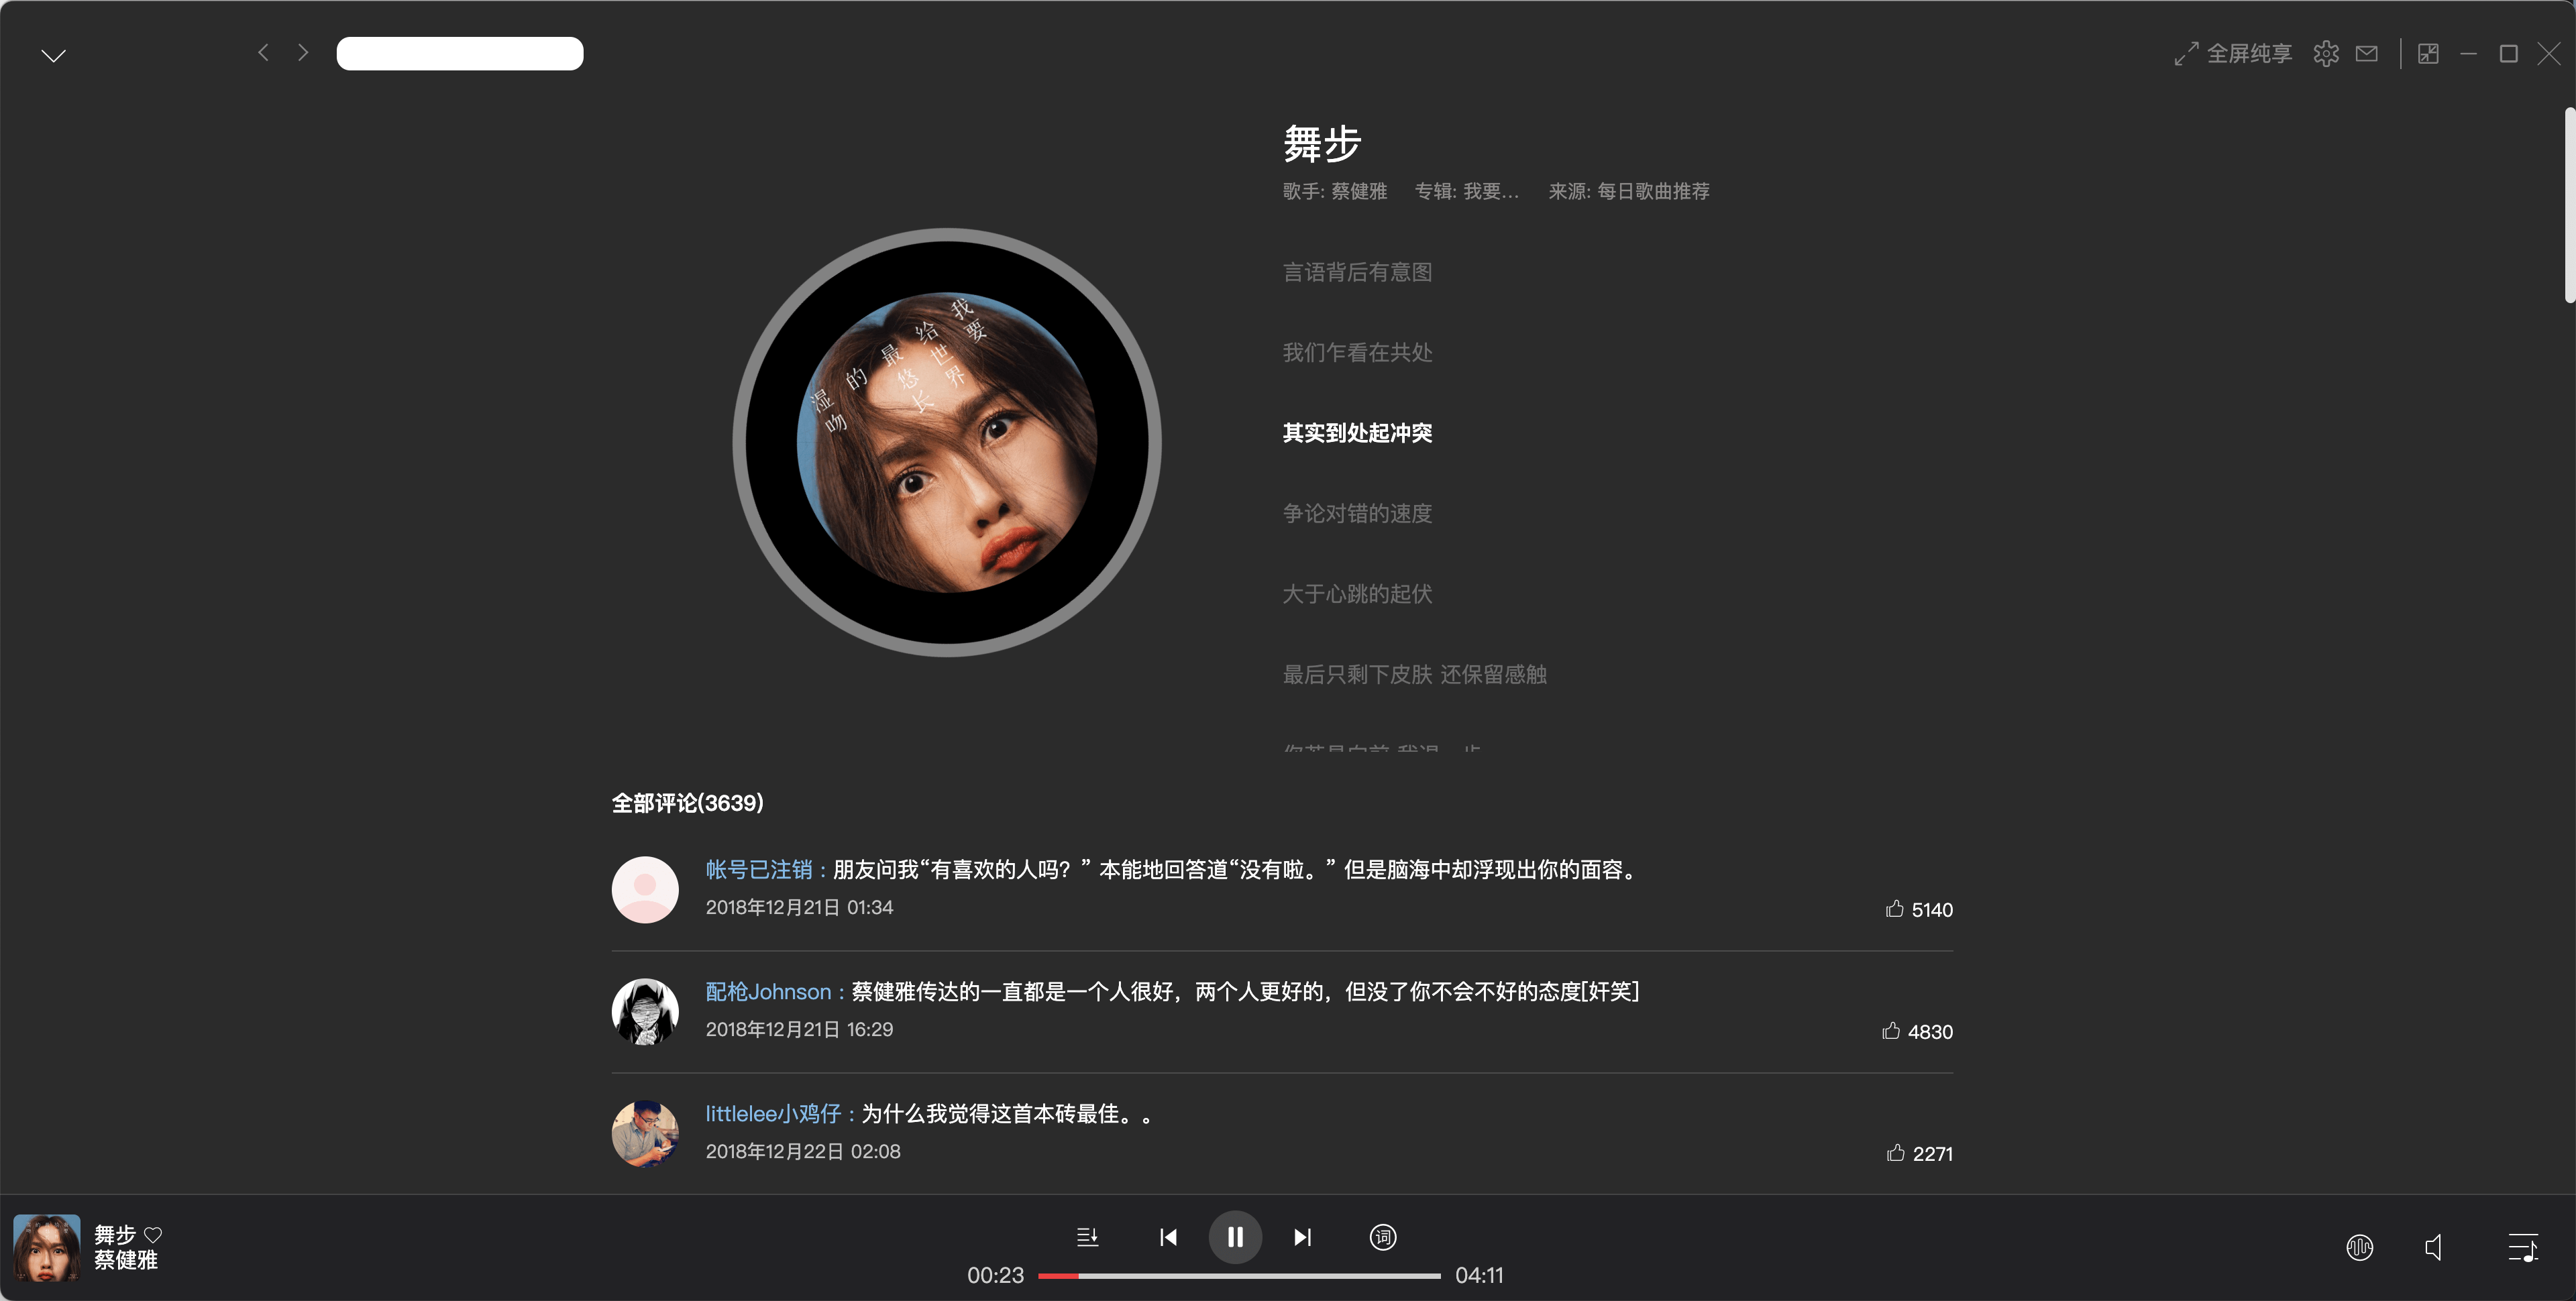 全屏纯享
舞步
歌手: 蔡健雅 专辑: 我要... 来源: 每日歌曲推荐
言语背后有意图
我们乍看在共处
其实到处起冲突
争论对错的速度
大于心跳的起伏
最后只剩下皮肤 还保留感触
我要
给世界
最悠长
的
湿吻
全部评论(3639)
帐号已注销：朋友问我“有喜欢的人吗？” 本能地回答道“没有啦。” 但是脑海中却浮现出你的面容。
2018年12月21日 01:34
5140
配枪Johnson：蔡健雅传达的一直都是一个人很好，两个人更好的，但没了你不会不好的态度[奸笑]
2018年12月21日 16:29
4830
littlelee小鸡仔：为什么我觉得这首本砖最佳。。
2018年12月22日 02:08
2271
舞步
蔡健雅
词
00:23
04:11